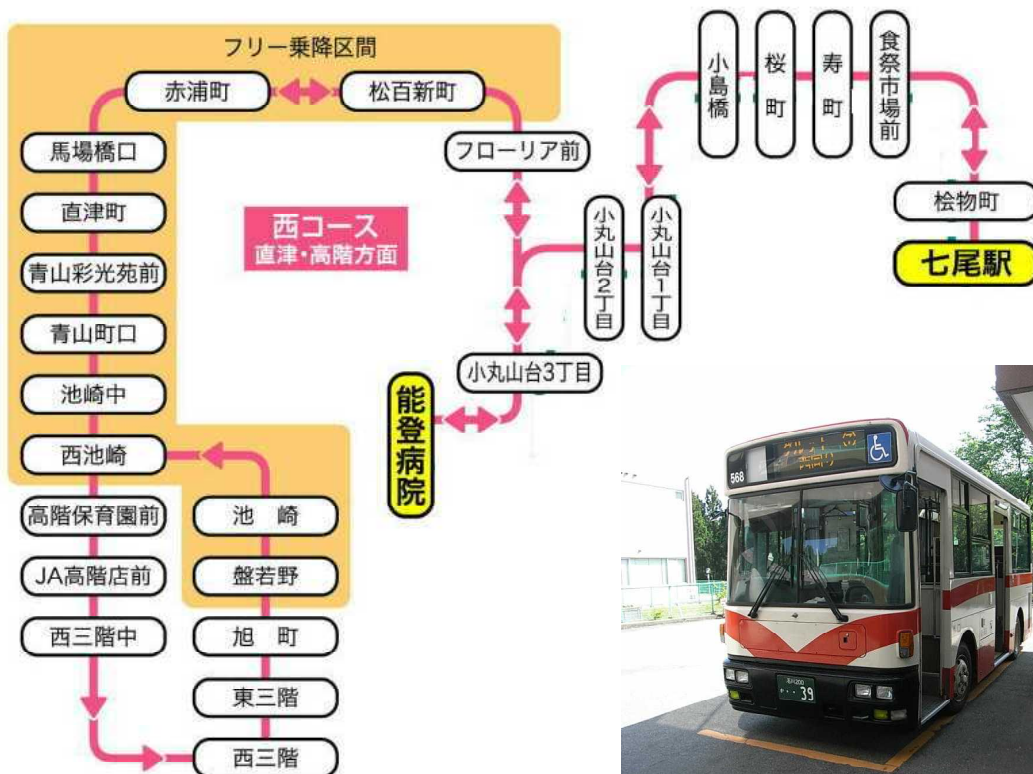 フリー乗降区間
赤浦町
松百新町
馬場橋口
直津町
青山彩光苑前
青山町口
池崎中
西池崎
高階保育園前
JA高階店前
西三階中
池崎
盤若野
旭町
東三階
西三階
西コース
直津・高階方面
フローリア前
小丸山台3丁目
能登病院
小丸山台2丁目
小丸山台1丁目
小島橋
桜町
寿町
食祭市場前
桧物町
七尾駅
568
西回り
39